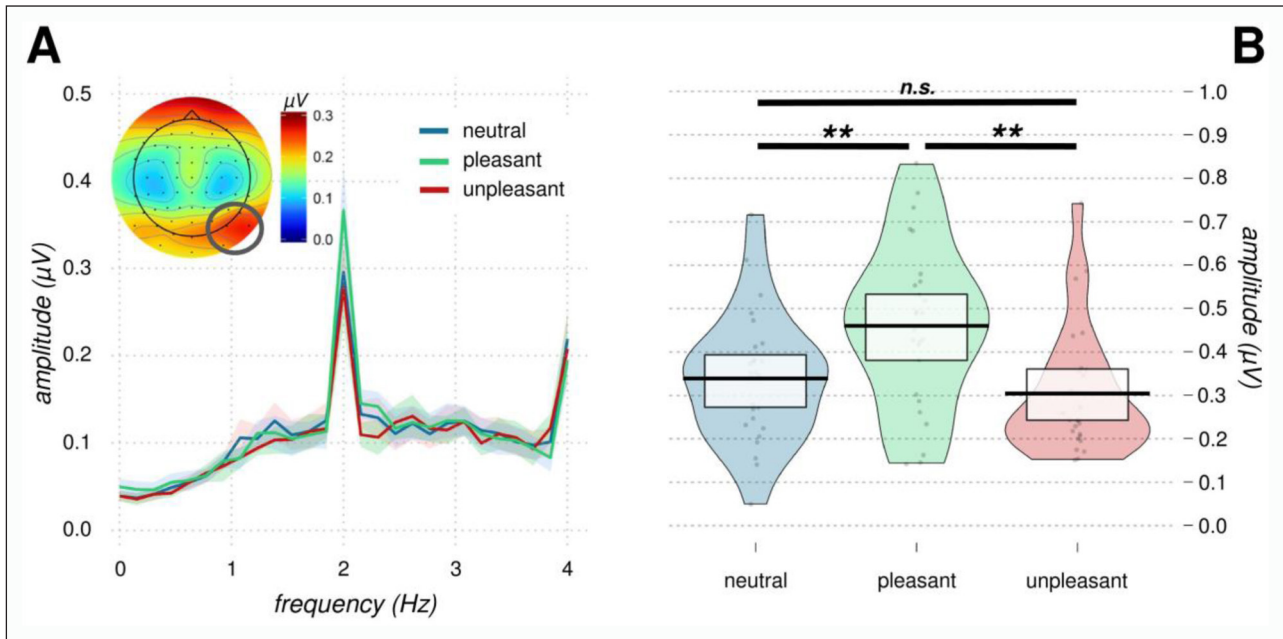 A
B
μV
0.3
0.2
0.1
0.0
neutral
pleasant
unpleasant
0.5
0.4
0.3
0.2
0.1
0.0
amplitude (μV)
0 1 2 3 4
frequency (Hz)
n.s.
** **
1.0
0.9
0.8
0.7
0.6
0.5
0.4
0.3
0.2
0.1
0.0
amplitude (μV)
neutral pleasant unpleasant